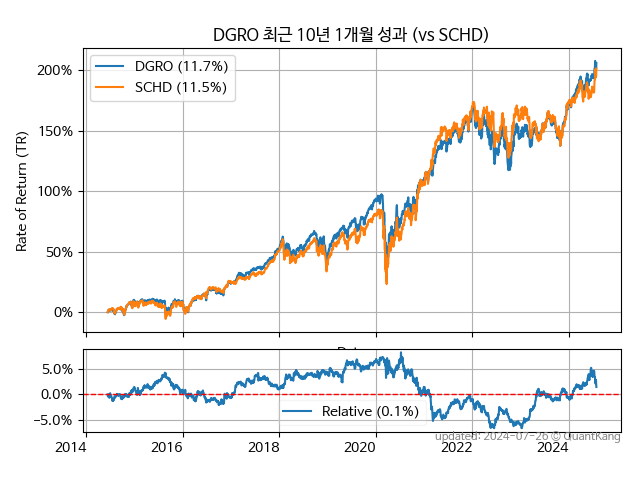 DGRO 최근 10년 1개월 성과 (vs SCHD)
DGRO (11.7%)
SCHD (11.5%)
Rate of Return (TR)
200%
150%
100%
50%
0%
5.0%
0.0%
−5.0%
Relative (0.1%)
updated: 2024-07-26 © QuantKang
2014 2016 2018 2020 2022 2024